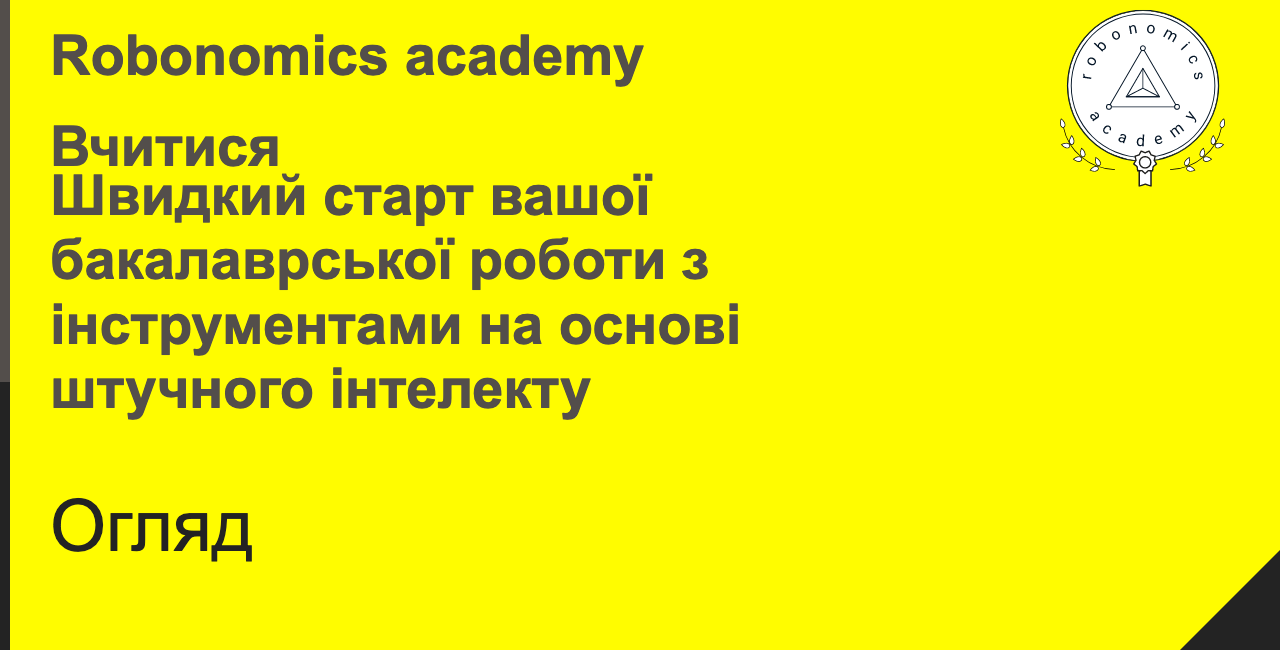 Robonomics academy
robonomics
academy
Вчитися
Швидкий старт вашої
бакалаврської роботи з
інструментами на основі
штучного інтелекту
Огляд